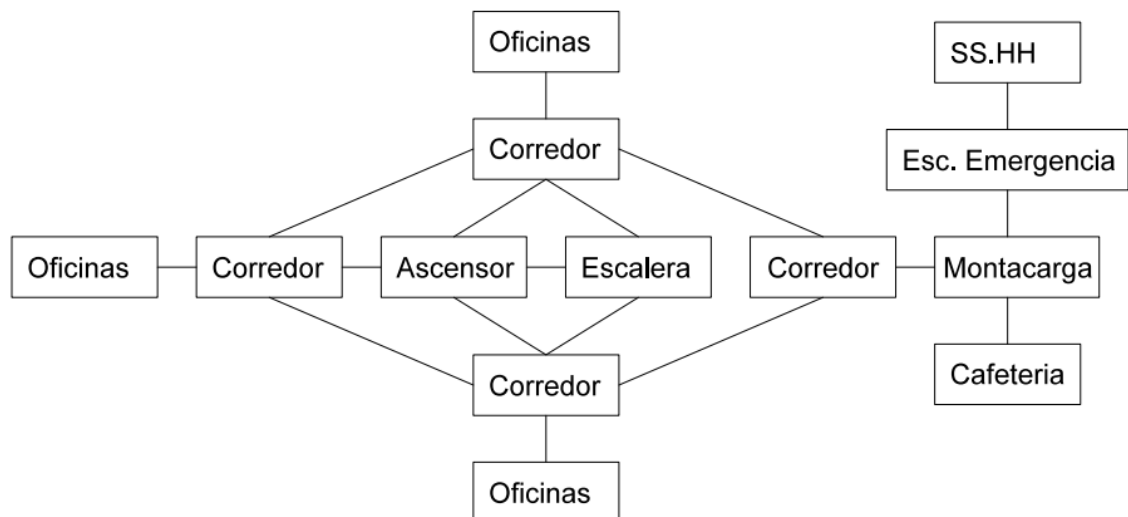 Oficinas
SS.HH
Corredor
Esc. Emergencia
Oficinas
Corredor
Ascensor
Escalera
Corredor
Montacarga
Corredor
Cafeteria
Oficinas